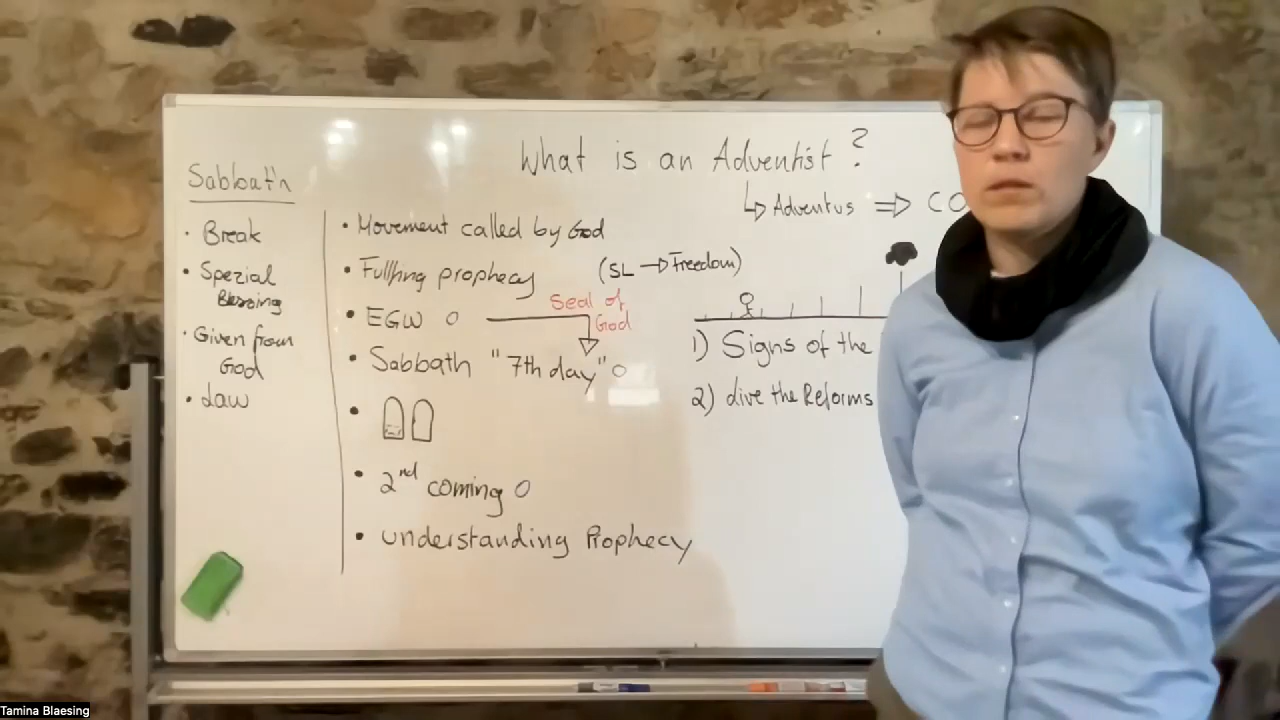 What is an Adventist?
↳ Adventus ⇒ CO
Sabbath
· Break
• Spezial
Blessing
· Given from
God
• Law
• Movement called by God
• Fulfhng prophecy
(SL → Freedom)
• EGW O
Seal of
God
• Sabbath "7th day" O
• 2nd coming O
• understanding Prophecy
1) Signs of the
2) live the Reforms
Tamina Blaesing